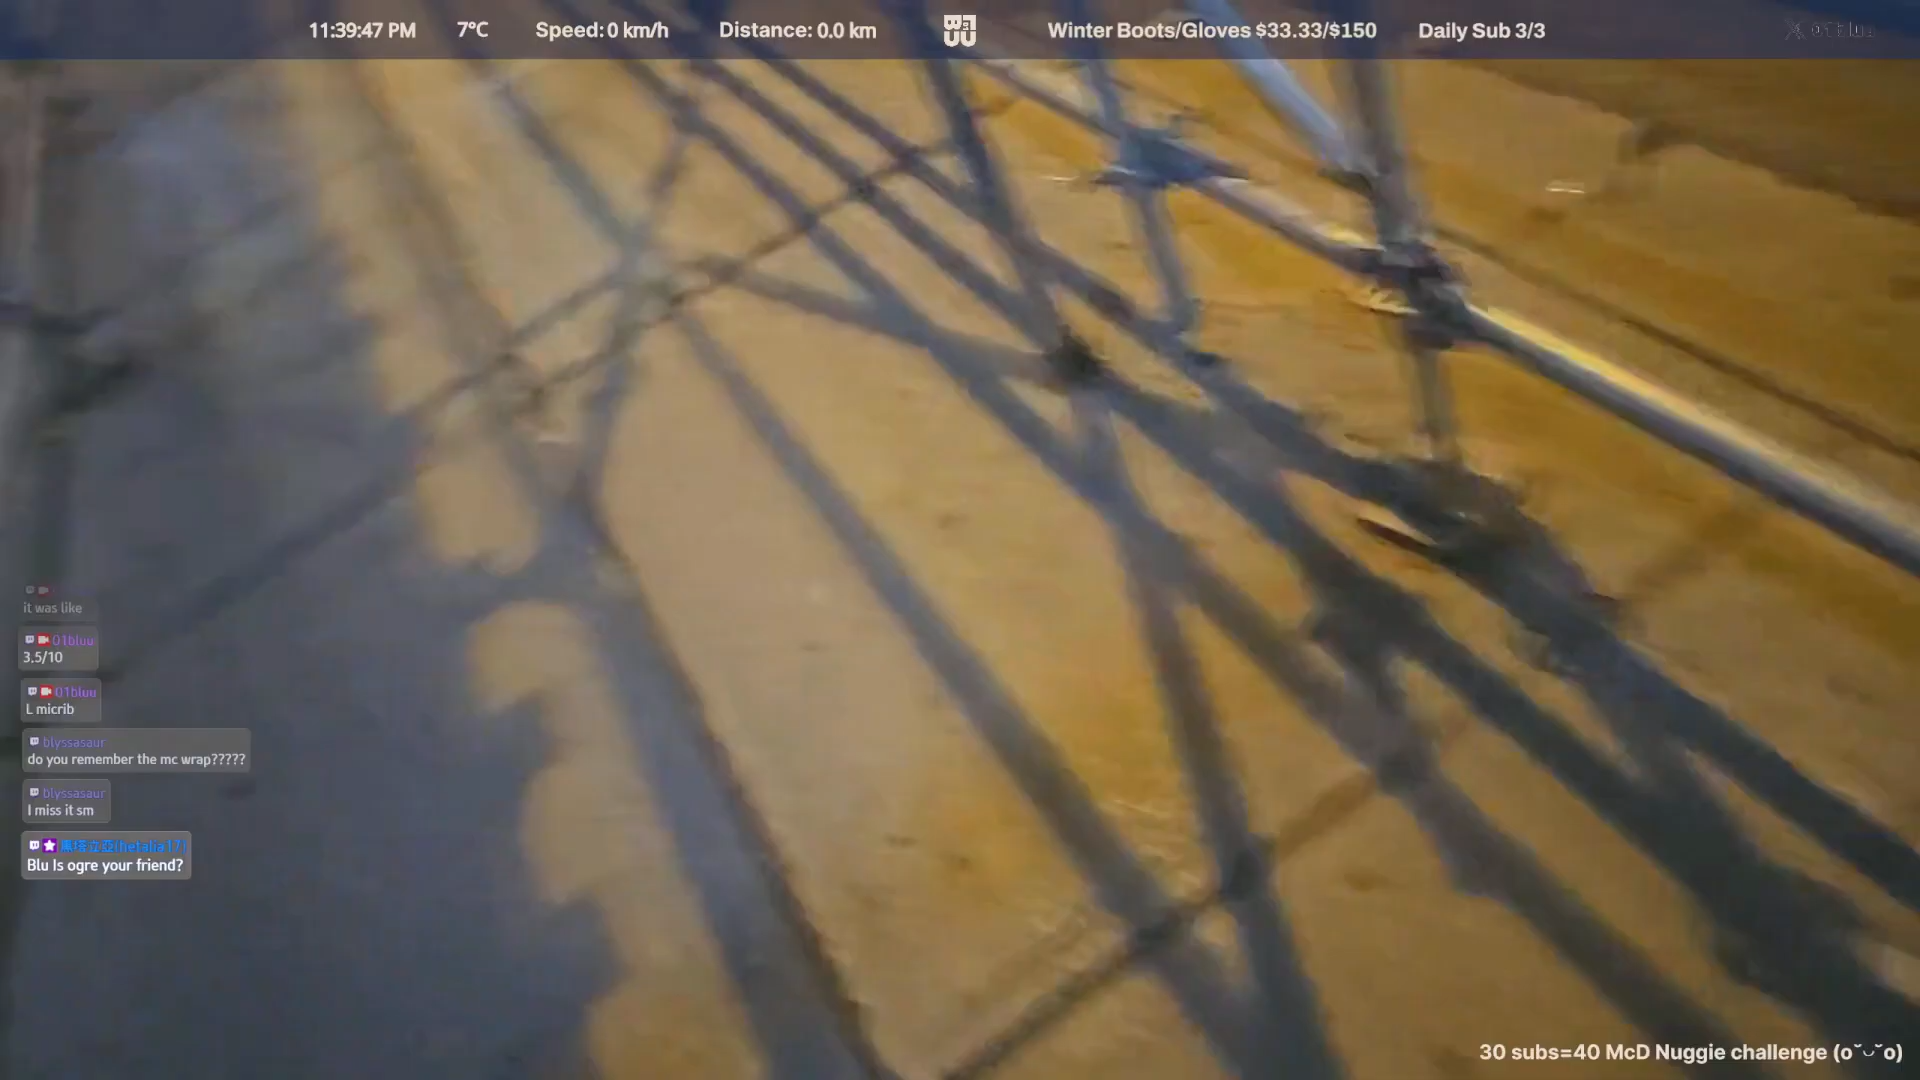 11:39:47 PM
7°C
Speed: 0 km/h
Distance: 0.0 km
Winter Boots/Gloves $33.33/$150
Daily Sub 3/3
01bluu
it was like
01bluu
3.5/10
01bluu
L micrib
blyssasaur
do you remember the mc wrap?????
blyssasaur
I miss it sm
(hetalia17)
Blu Is ogre your friend?
30 subs=40 McD Nuggie challenge (o˘ᵕ˘o)